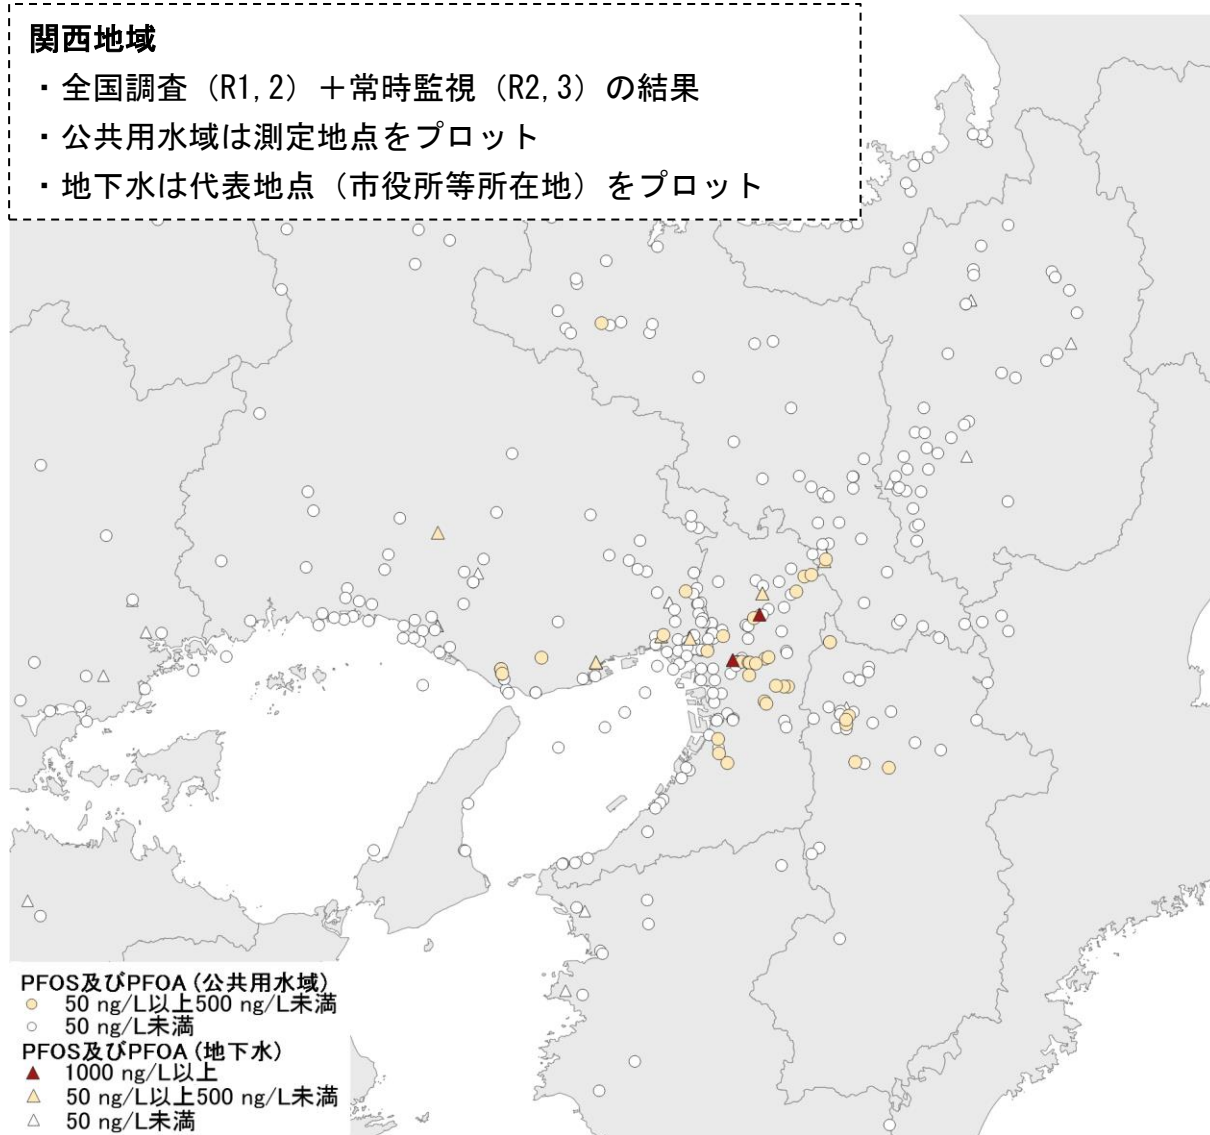 関西地域
・全国調査（R1,2）＋常時監視（R2,3）の結果
・公共用水域は測定地点をプロット
・地下水は代表地点（市役所等所在地）をプロット
PFOS及びPFOA(公共用水域)
50 ng/L以上500 ng/L未満
50 ng/L未満
PFOS及びPFOA(地下水)
1000 ng/L以上
50 ng/L以上500 ng/L未満
50 ng/L未満